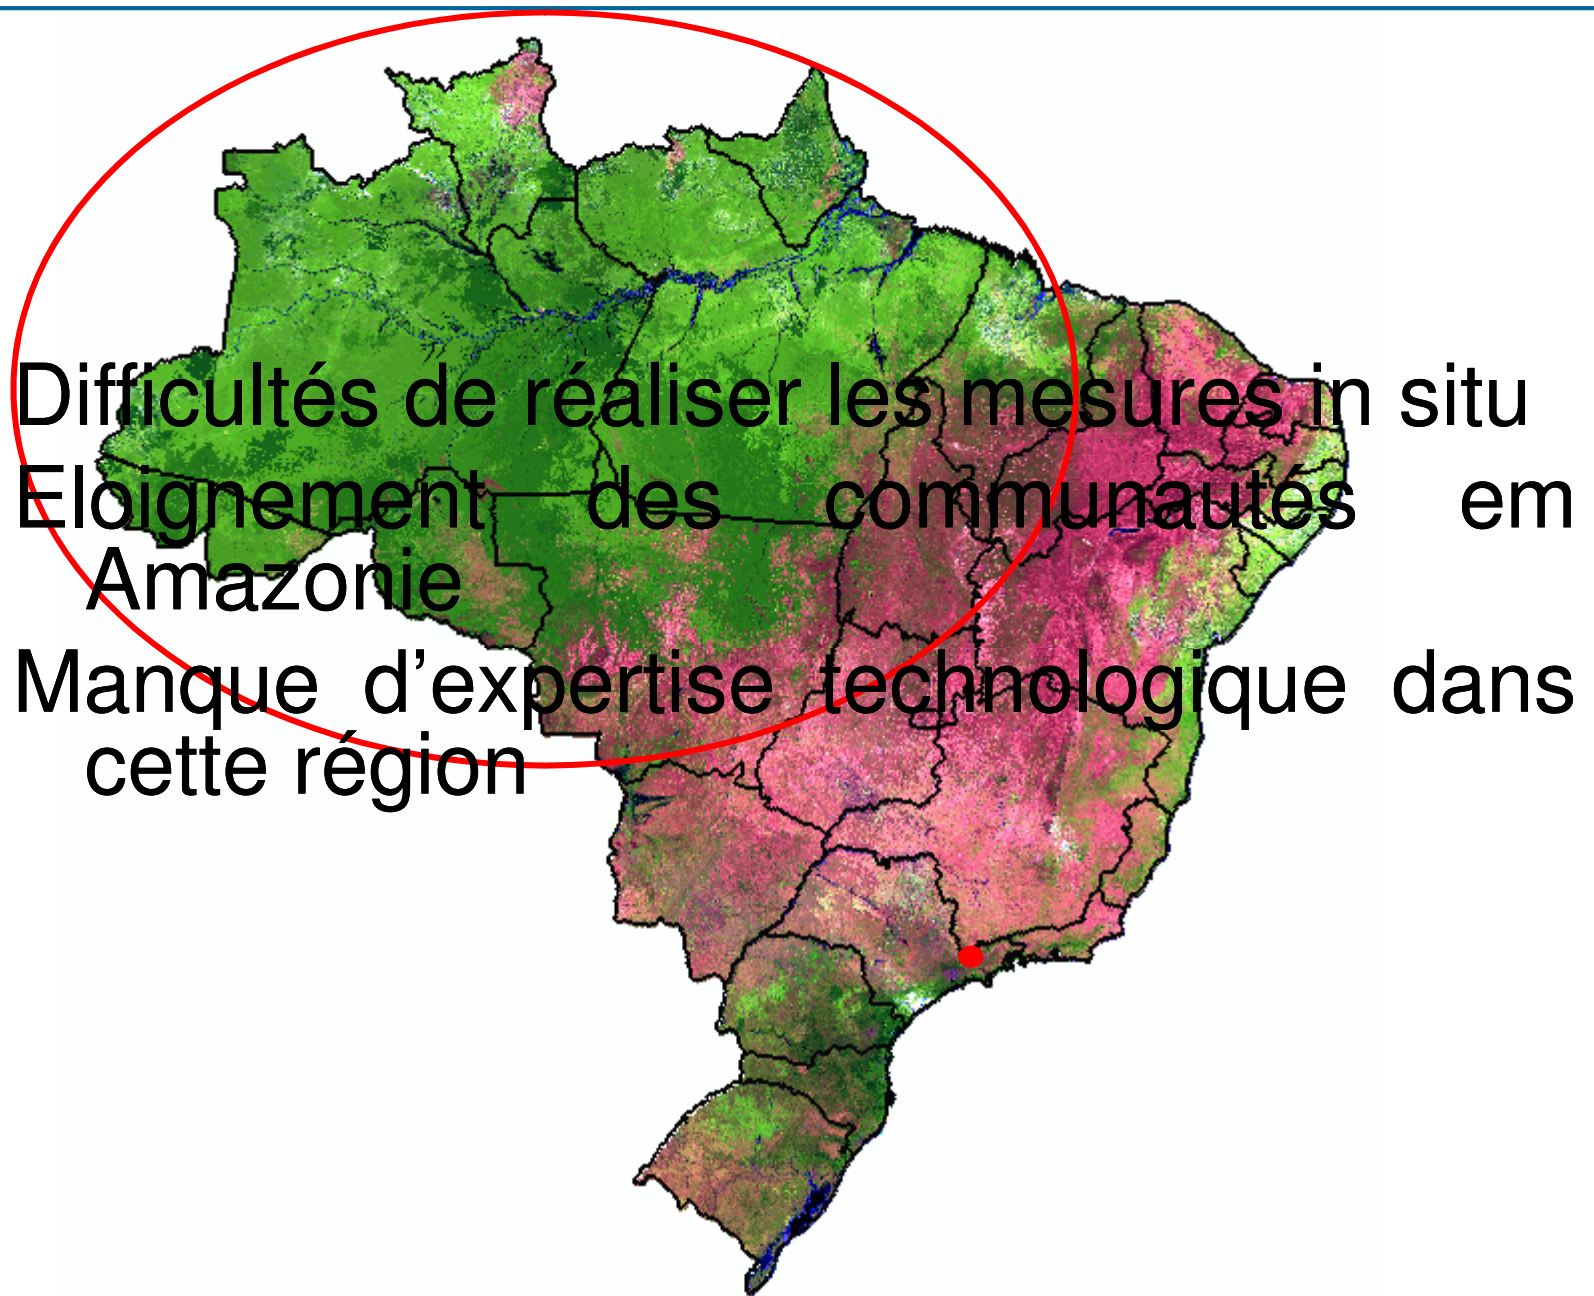 Difficultés de réaliser les mesures in situ
Eloignement des communautés em
Amazonie
Manque d’expertise technologique dans
cette région